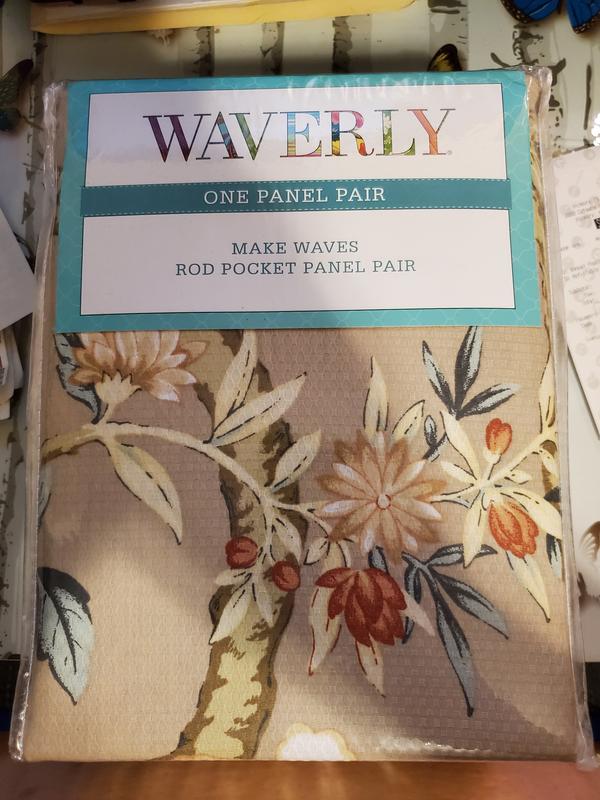 WAVERLY
ONE PANEL PAIR
MAKE WAVES
ROD POCKET PANEL PAIR